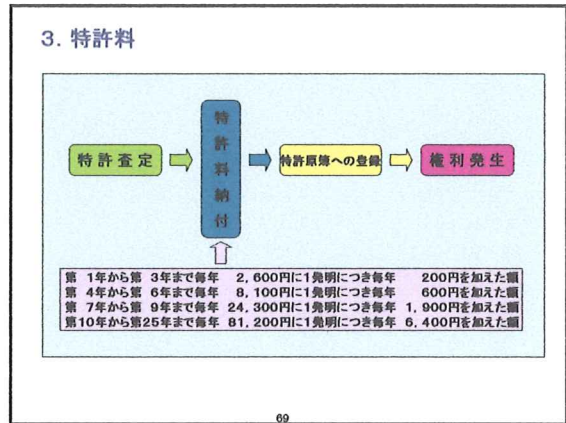 3. 特許料
特許査定
特許料納付
特許原簿への登録
権利発生
第 1年から第 3年まで毎年 2,600円に1発明につき毎年 200円を加えた額
第 4年から第 6年まで毎年 8,100円に1発明につき毎年 600円を加えた額
第 7年から第 9年まで毎年 24,300円に1発明につき毎年 1,900円を加えた額
第10年から第25年まで毎年 81,200円に1発明につき毎年 6,400円を加えた額
69